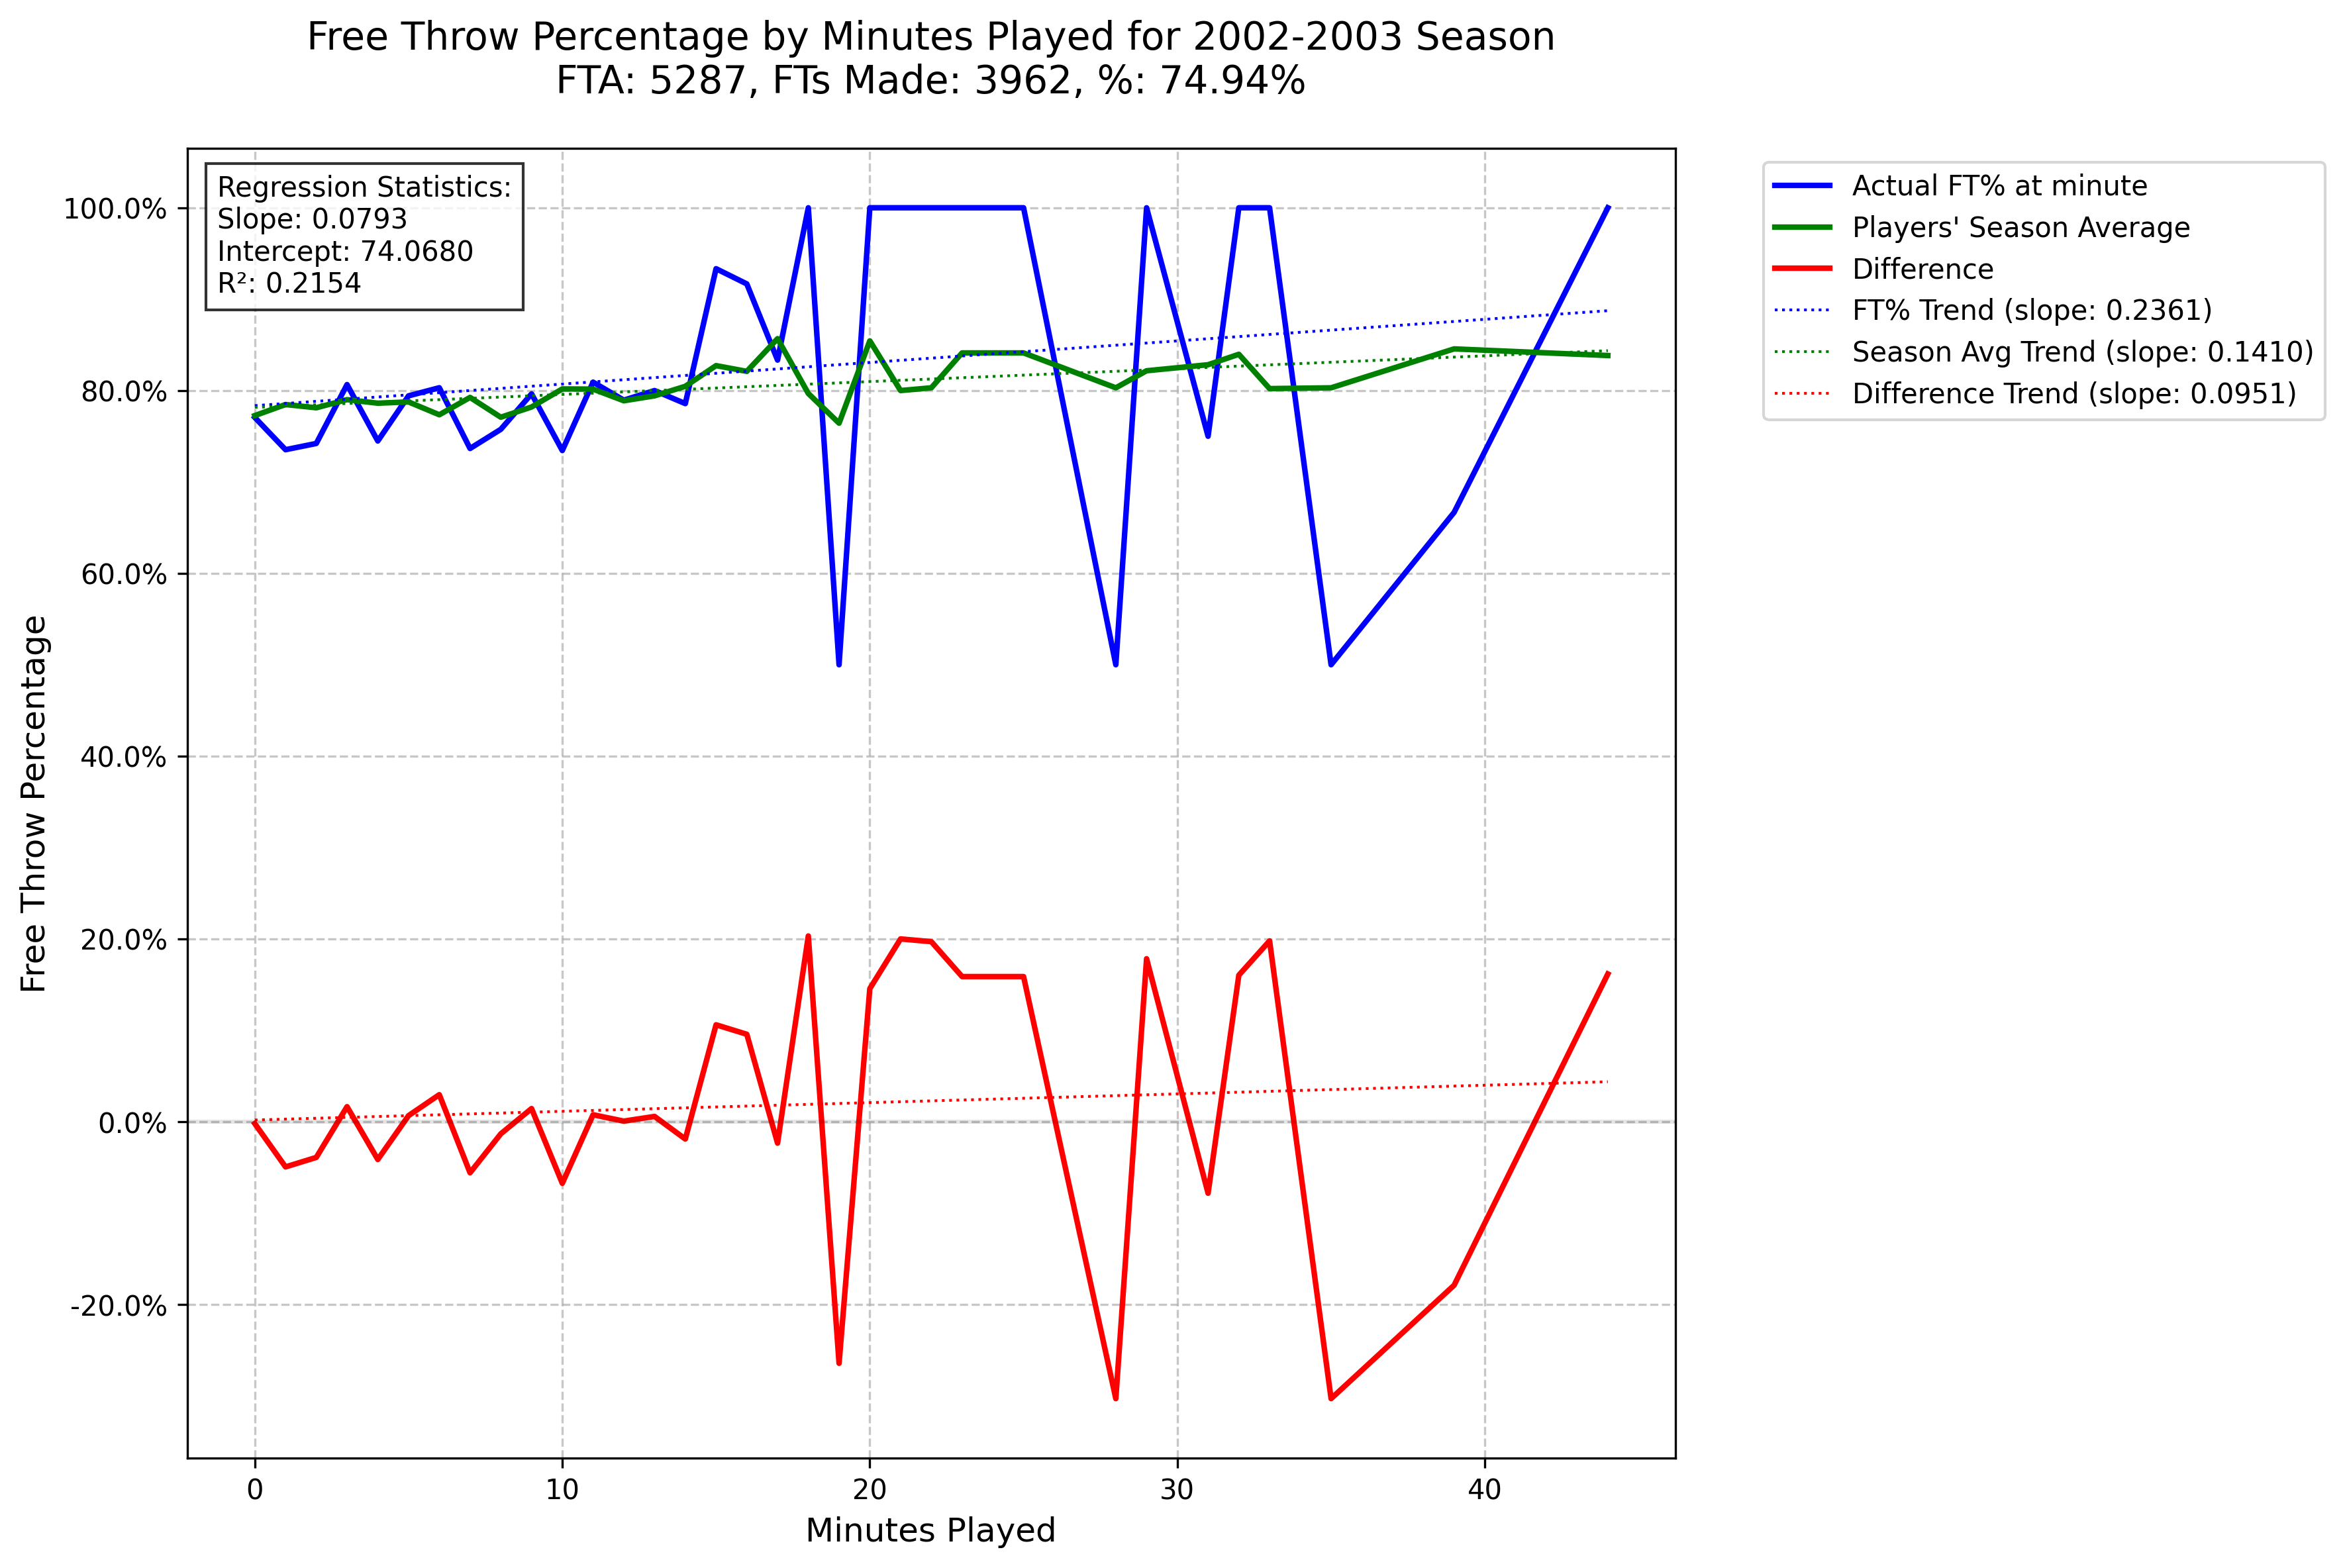 Free Throw Percentage by Minutes Played for 2002-2003 Season
FTA: 5287, FTs Made: 3962, %: 74.94%
Regression Statistics:
Slope: 0.0793
Intercept: 74.0680
R²: 0.2154
Actual FT% at minute
Players' Season Average
Difference
FT% Trend (slope: 0.2361)
Season Avg Trend (slope: 0.1410)
Difference Trend (slope: 0.0951)
Free Throw Percentage
100.0%
80.0%
60.0%
40.0%
20.0%
0.0%
-20.0%
0 10 20 30 40
Minutes Played